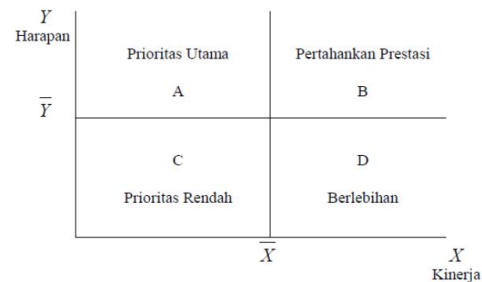 Y
Harapan
Prioritas Utama
Pertahankan Prestasi
A
B
Y̅
C
D
Prioritas Rendah
Berlebihan
X̅
X
Kinerja